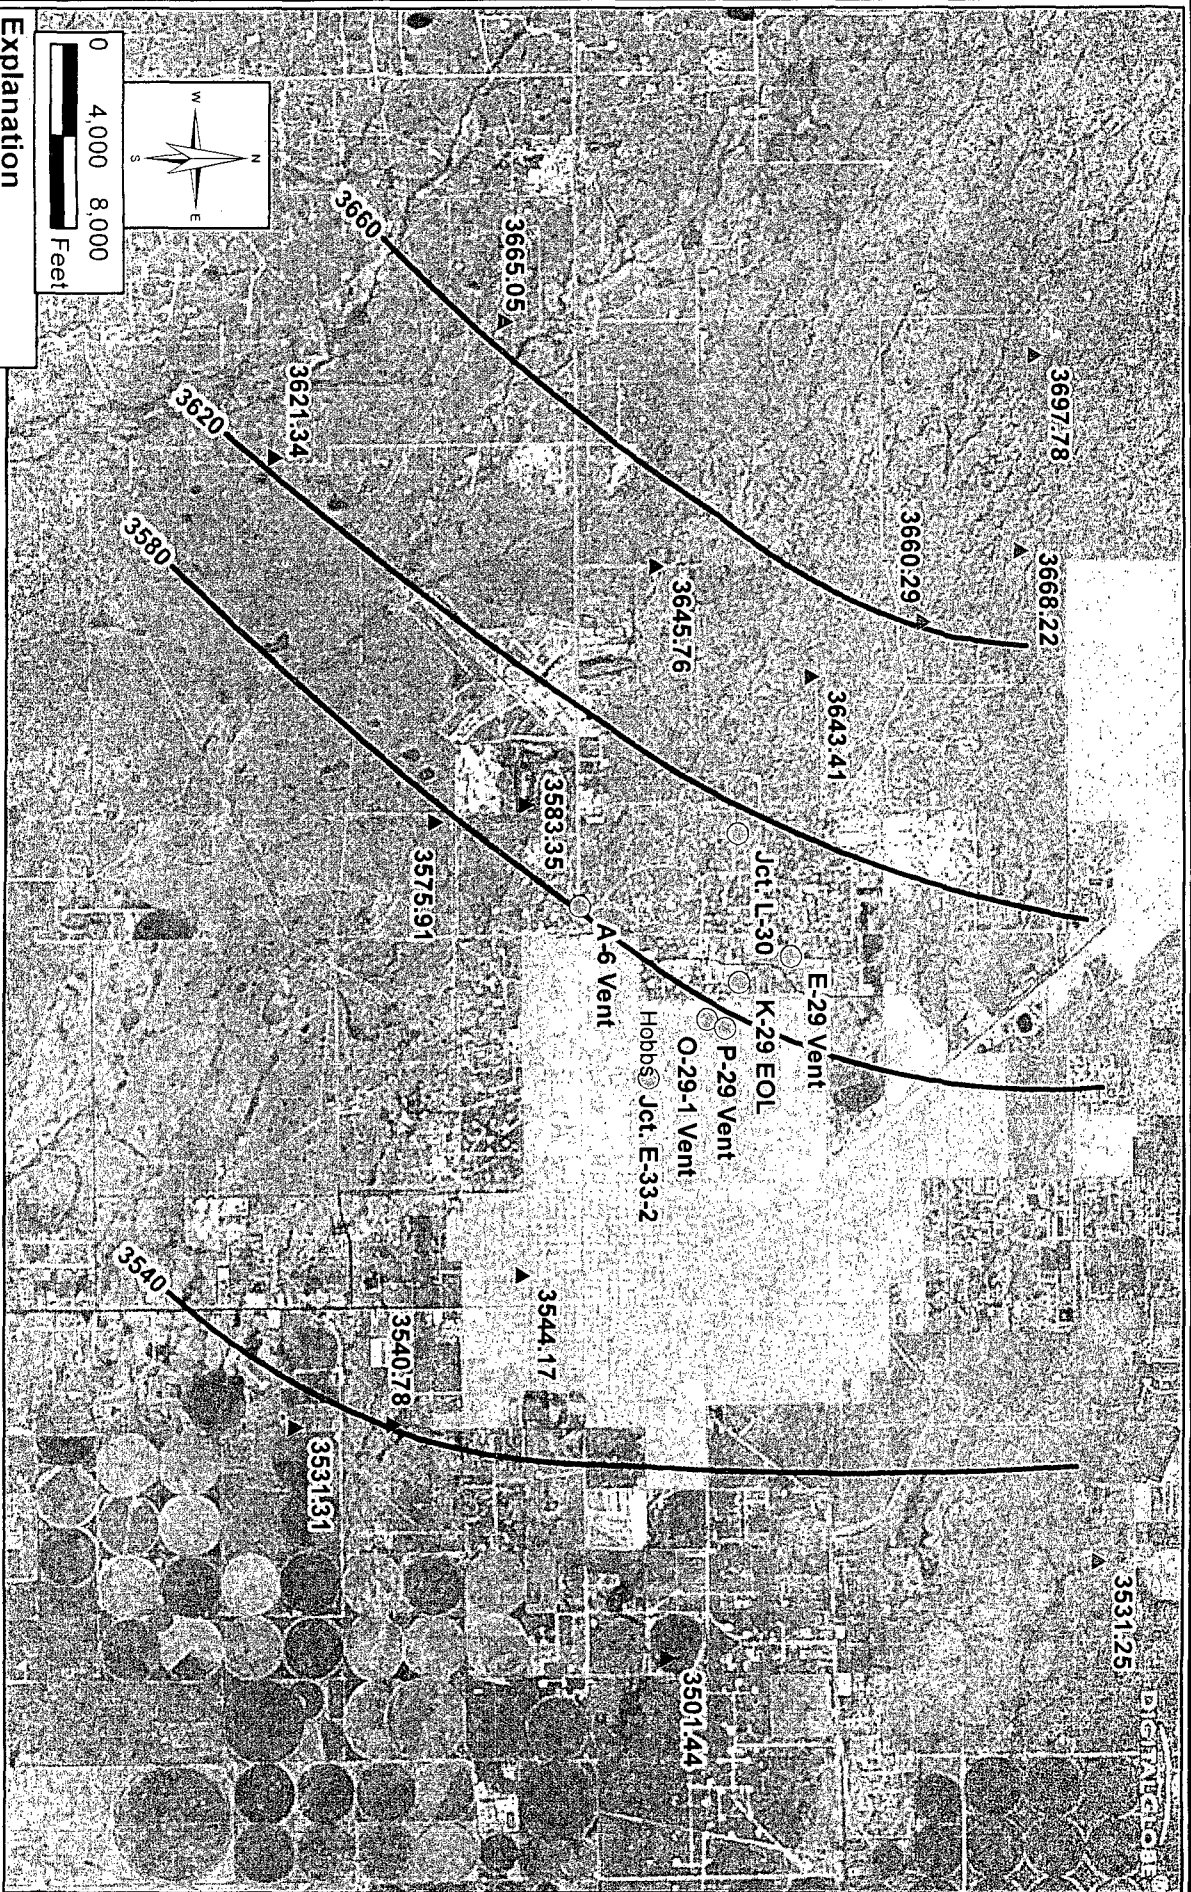 3697.78
3668.22
3660.29
3531.25
DIGITALGLOBE
3643.41
3645.76
Jct. L-30
E-29 Vent
K-29 EOL
P-29 Vent
O-29-1 Vent
Hobbs
Jct. E-33-2
3501.44
3665.05
3583.35
A-6 Vent
3544.17
3660
3575.91
3540.78
3621.34
3531.31
3620
3580
3540
N
W
E
S
0 4,000 8,000
Feet
Explanation